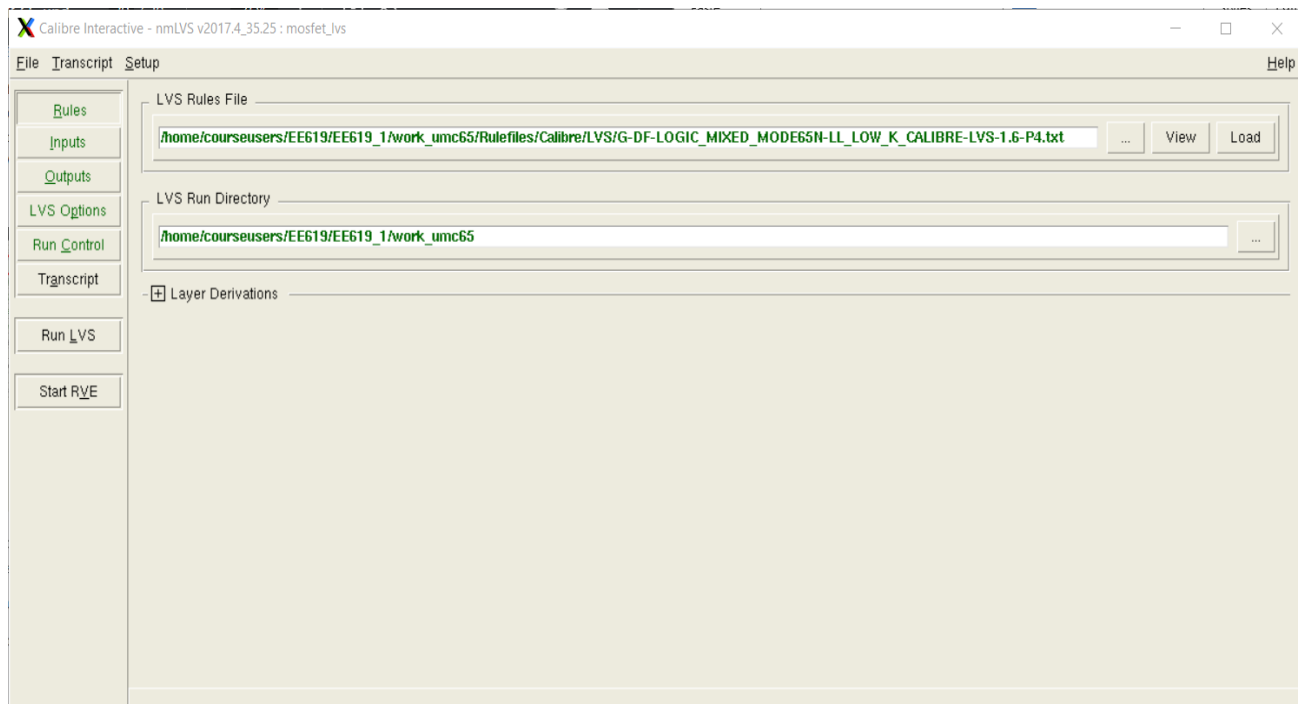 Calibre Interactive - nmLVS v2017.4_35.25 : mosfet_lvs
File Transcript Setup Help
Rules
Inputs
Outputs
LVS Options
Run Control
Transcript
Run LVS
Start RVE
LVS Rules File
/home/courseusers/EE619/EE619_1/work_umc65/Rulefiles/Calibre/LVS/G-DF-LOGIC_MIXED_MODE65N-LL_LOW_K_CALIBRE-LVS-1.6-P4.txt ... View Load
LVS Run Directory
/home/courseusers/EE619/EE619_1/work_umc65 ...
Layer Derivations